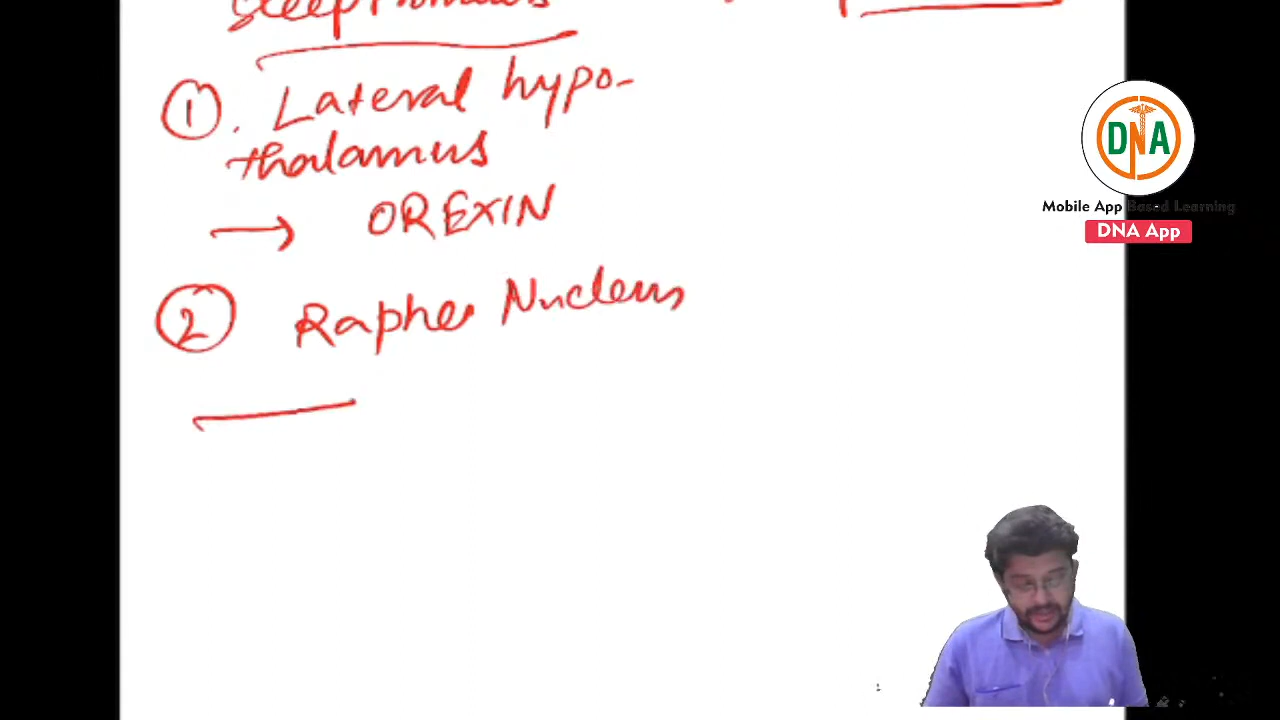 ① . Lateral hypo-
thalamus
→ OREXIN
② Raphe Nucleus
DNA
Mobile App Based Learning
DNA App